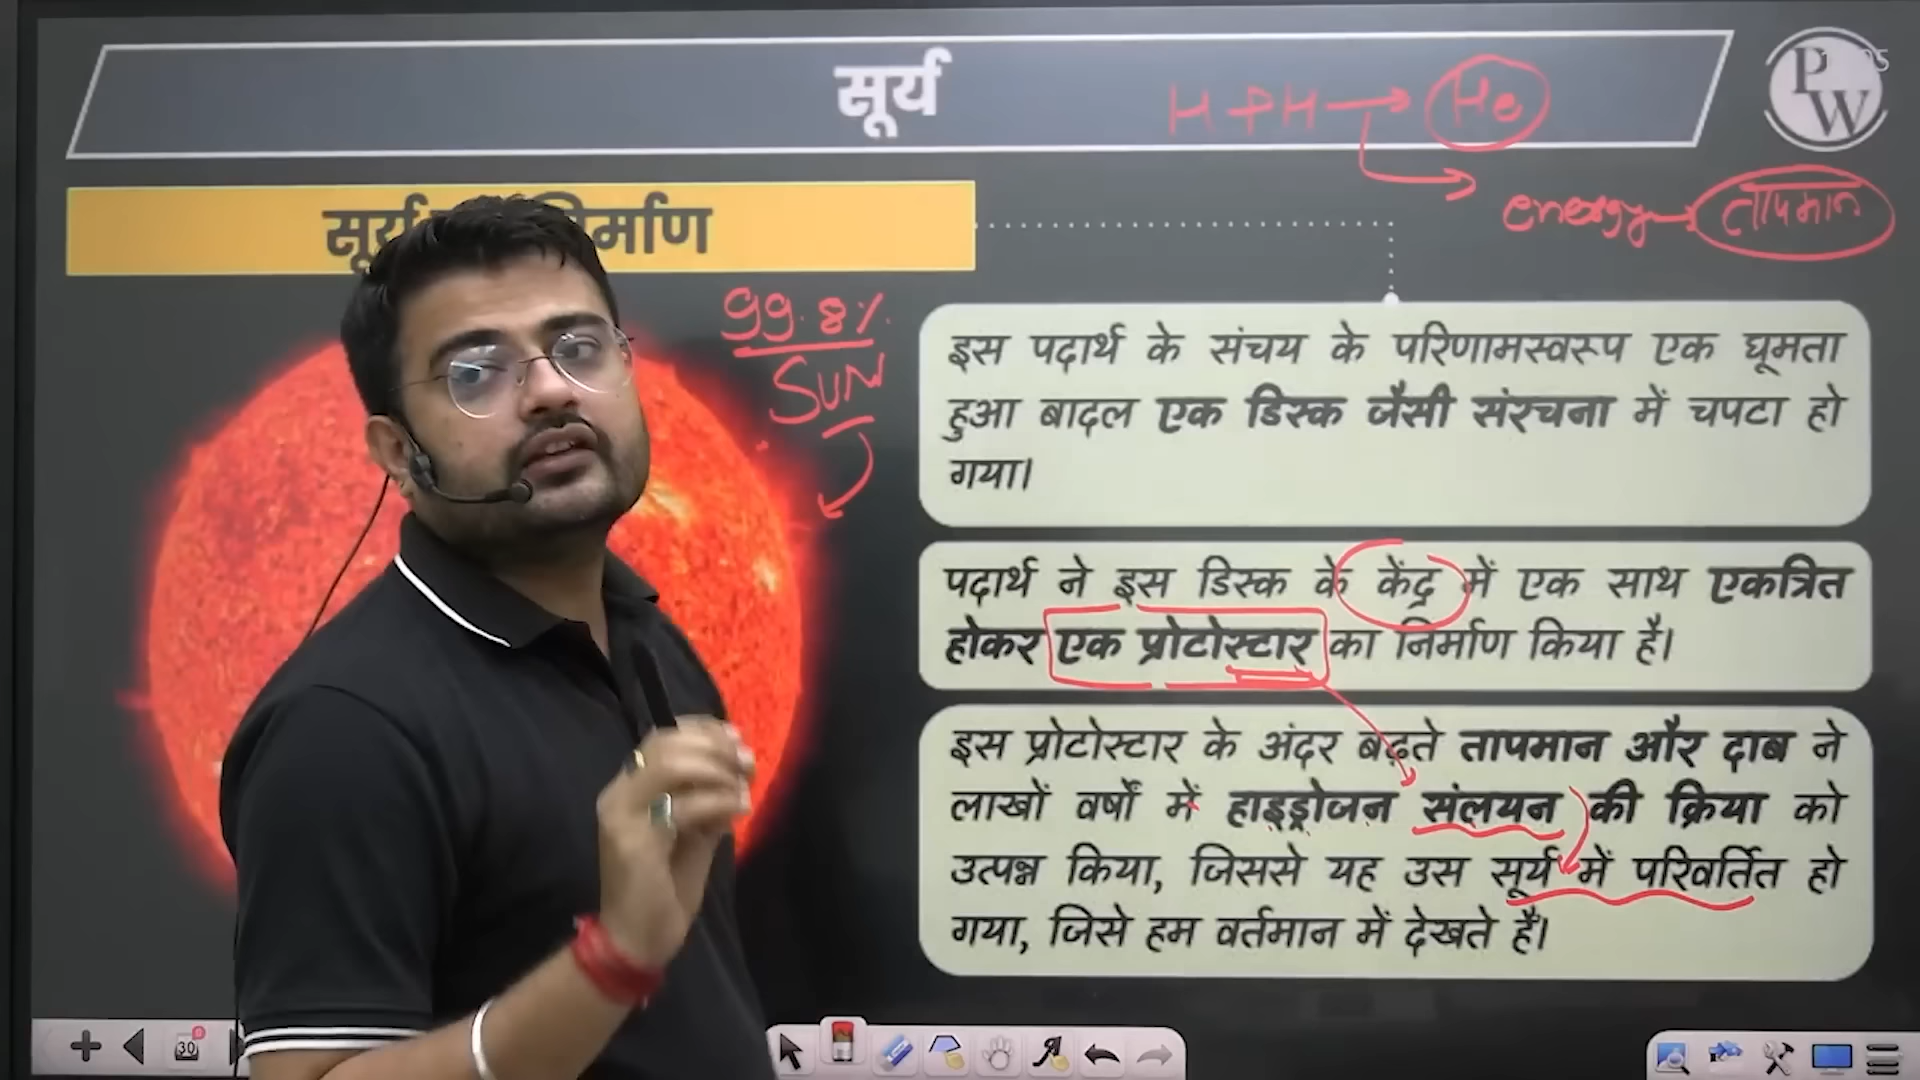 सूर्य
H + H → He
PW
energy → तापमान
सूर्य निर्माण
99.8%
SUN
इस पदार्थ के संचय के परिणामस्वरूप एक घूमता
हुआ बादल एक डिस्क जैसी संरचना में चपटा हो
गया।
पदार्थ ने इस डिस्क के केंद्र में एक साथ एकत्रित
होकर एक प्रोटोस्टार का निर्माण किया है।
इस प्रोटोस्टार के अंदर बढ़ते तापमान और दाब ने
लाखों वर्षों में हाइड्रोजन संलयन की क्रिया को
उत्पन्न किया, जिससे यह उस सूर्य में परिवर्तित हो
गया, जिसे हम वर्तमान में देखते हैं।
30